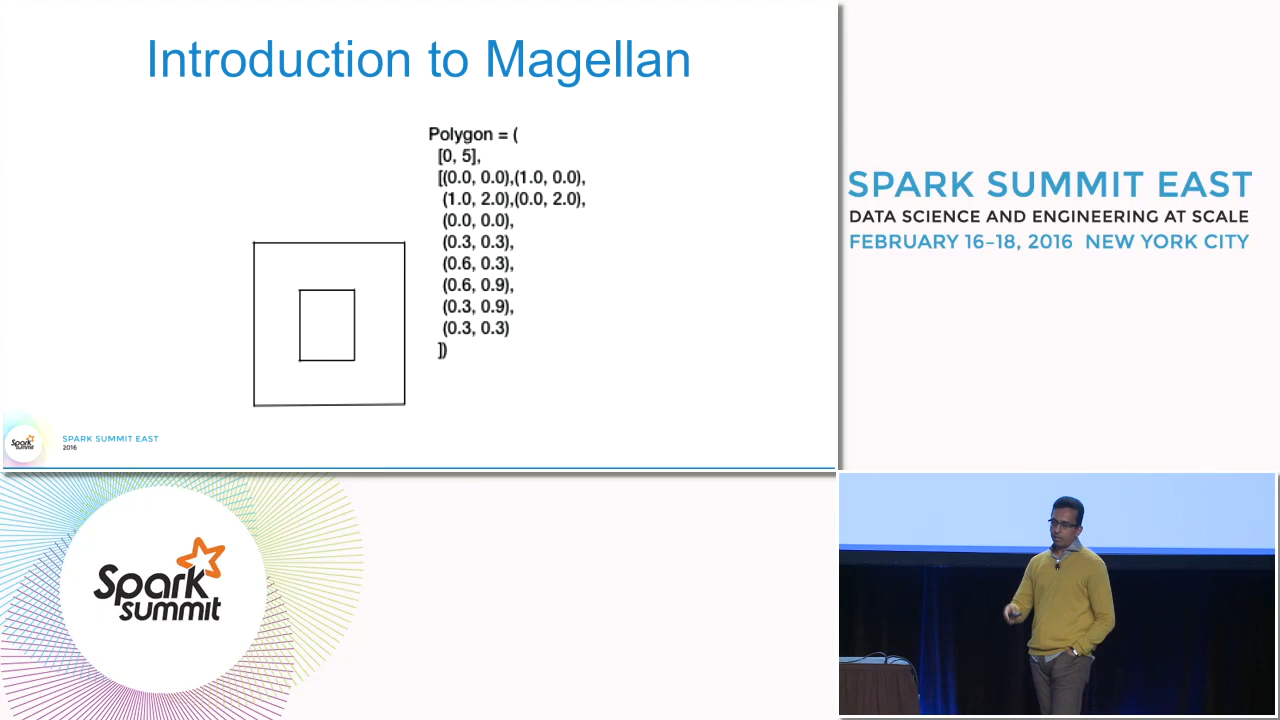 Introduction to Magellan
Polygon = (
[0, 5],
[(0.0, 0.0),(1.0, 0.0),
(1.0, 2.0),(0.0, 2.0),
(0.0, 0.0),
(0.3, 0.3),
(0.6, 0.3),
(0.6, 0.9),
(0.3, 0.9),
(0.3, 0.3)
])
Spark
summit
SPARK SUMMIT EAST
2016
SPARK SUMMIT EAST
DATA SCIENCE AND ENGINEERING AT SCALE
FEBRUARY 16–18, 2016 NEW YORK CITY
Spark
summit